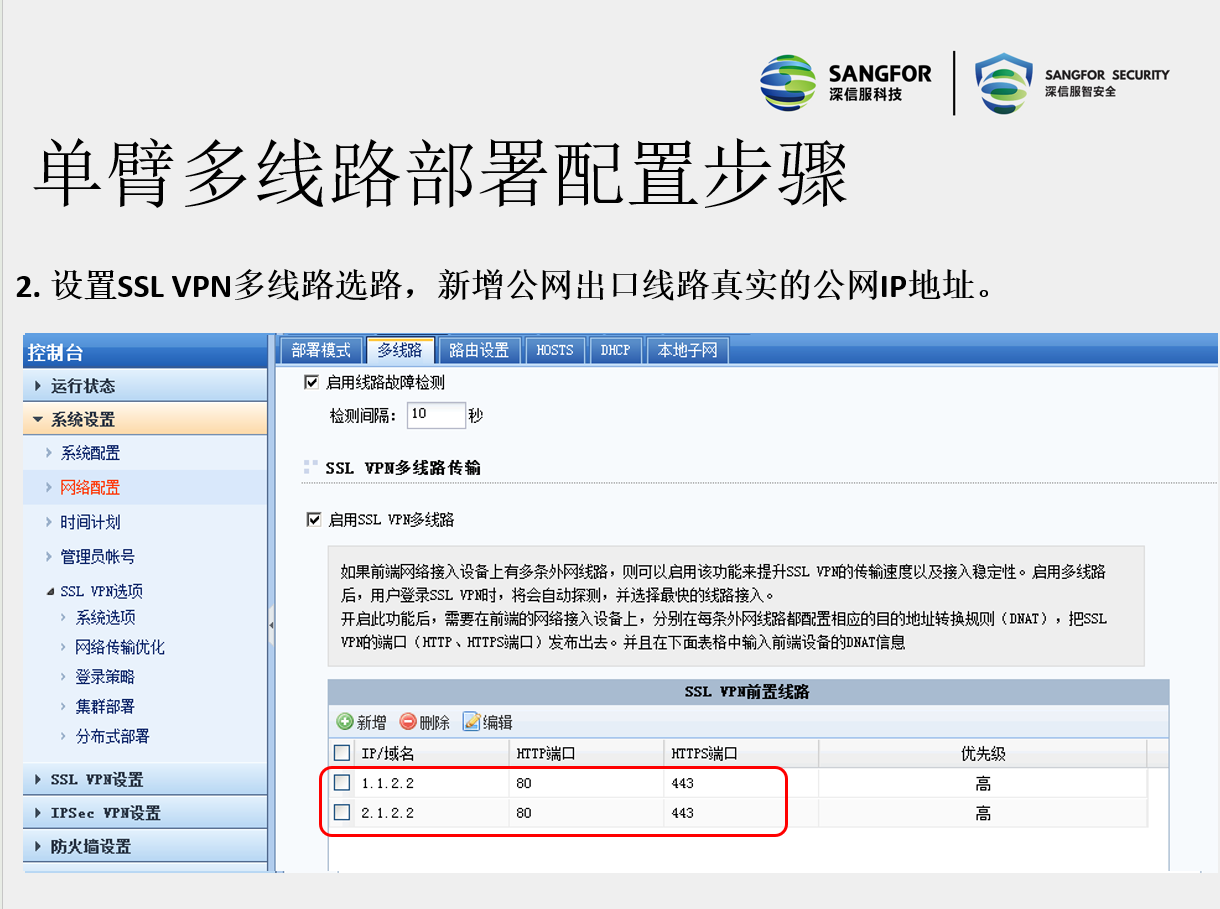 SANGFOR
深信服科技
SANGFOR SECURITY
深信服智安全
单臂多线路部署配置步骤
2. 设置SSL VPN多线路选路，新增公网出口线路真实的公网IP地址。
控制台
运行状态
系统设置
系统配置
网络配置
时间计划
管理员帐号
SSL VPN选项
系统选项
网络传输优化
登录策略
集群部署
分布式部署
SSL VPN设置
IPSec VPN设置
防火墙设置
部署模式 多线路 路由设置 HOSTS DHCP 本地子网
启用线路故障检测
检测间隔： 10 秒
SSL VPN多线路传输
启用SSL VPN多线路
如果前端网络接入设备上有多条外网线路，则可以启用该功能来提升SSL VPN的传输速度以及接入稳定性。启用多线路
后，用户登录SSL VPN时，将会自动探测，并选择最快的线路接入。
开启此功能后，需要在前端的网络接入设备上，分别在每条外网线路都配置相应的目的地址转换规则（DNAT），把SSL
VPN的端口（HTTP、HTTPS端口）发布出去。并且在下面表格中输入前端设备的DNAT信息
SSL VPN前置线路
新增 删除 编辑
IP/域名 HTTP端口 HTTPS端口 优先级
1.1.2.2 80 443 高
2.1.2.2 80 443 高